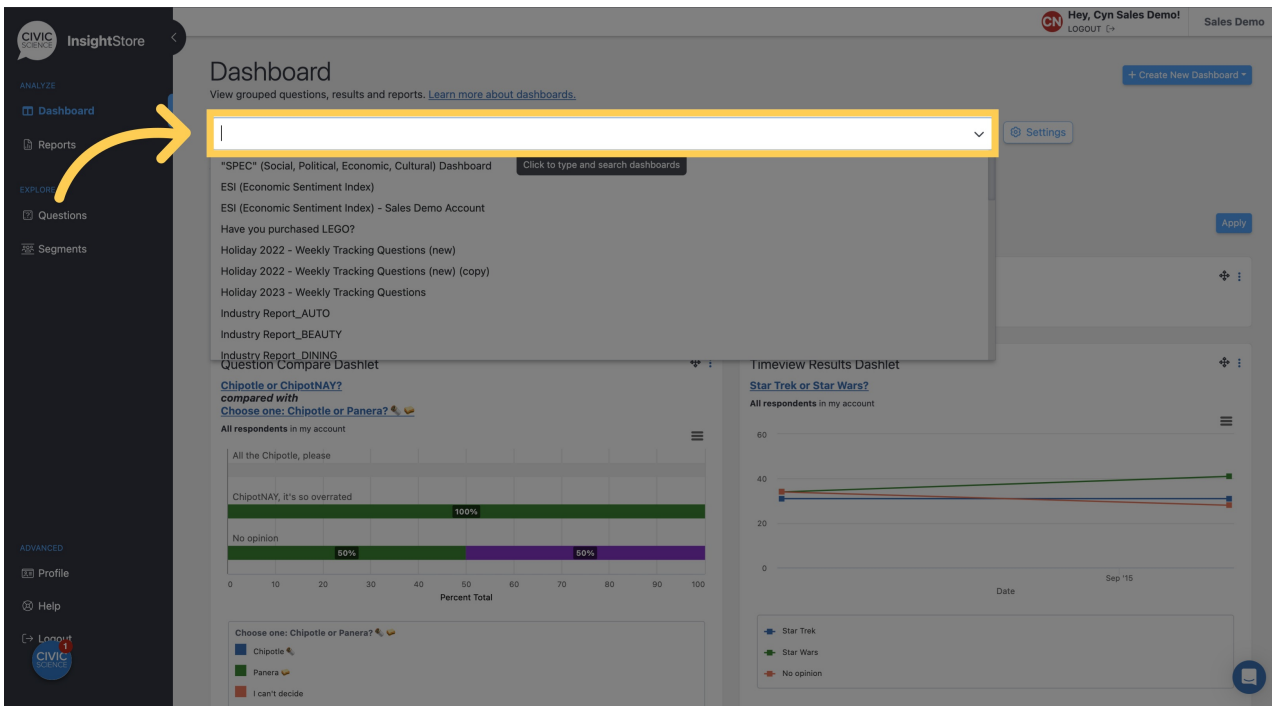 CIVIC
SCIENCE
InsightStore
Hey, Cyn Sales Demo!
CN
LOGOUT
Sales Demo
ANALYZE
Dashboard
Reports
EXPLORE
Questions
Segments
ADVANCED
Profile
Help
Logout
1
CIVIC
SCIENCE
Dashboard
+ Create New Dashboard
View grouped questions, results and reports. Learn more about dashboards.
Settings
"SPEC" (Social, Political, Economic, Cultural) Dashboard
Click to type and search dashboards
ESI (Economic Sentiment Index)
ESI (Economic Sentiment Index) - Sales Demo Account
Have you purchased LEGO?
Holiday 2022 - Weekly Tracking Questions (new)
Holiday 2022 - Weekly Tracking Questions (new) (copy)
Holiday 2023 - Weekly Tracking Questions
Industry Report_AUTO
Industry Report_BEAUTY
Industry Report_DINING
Apply
Question Compare Dashlet
Chipotle or ChipotNAY?
compared with
Choose one: Chipotle or Panera? 🌯 🥪
All respondents in my account
All the Chipotle, please
ChipotNAY, it's so overrated
100%
No opinion
50% 50%
0 10 20 30 40 50 60 70 80 90 100
Percent Total
Choose one: Chipotle or Panera? 🌯 🥪
Chipotle 🌯
Panera 🥪
I can't decide
Timeview Results Dashlet
Star Trek or Star Wars?
All respondents in my account
60
40
20
0
Sep '15
Date
Star Trek
Star Wars
No opinion